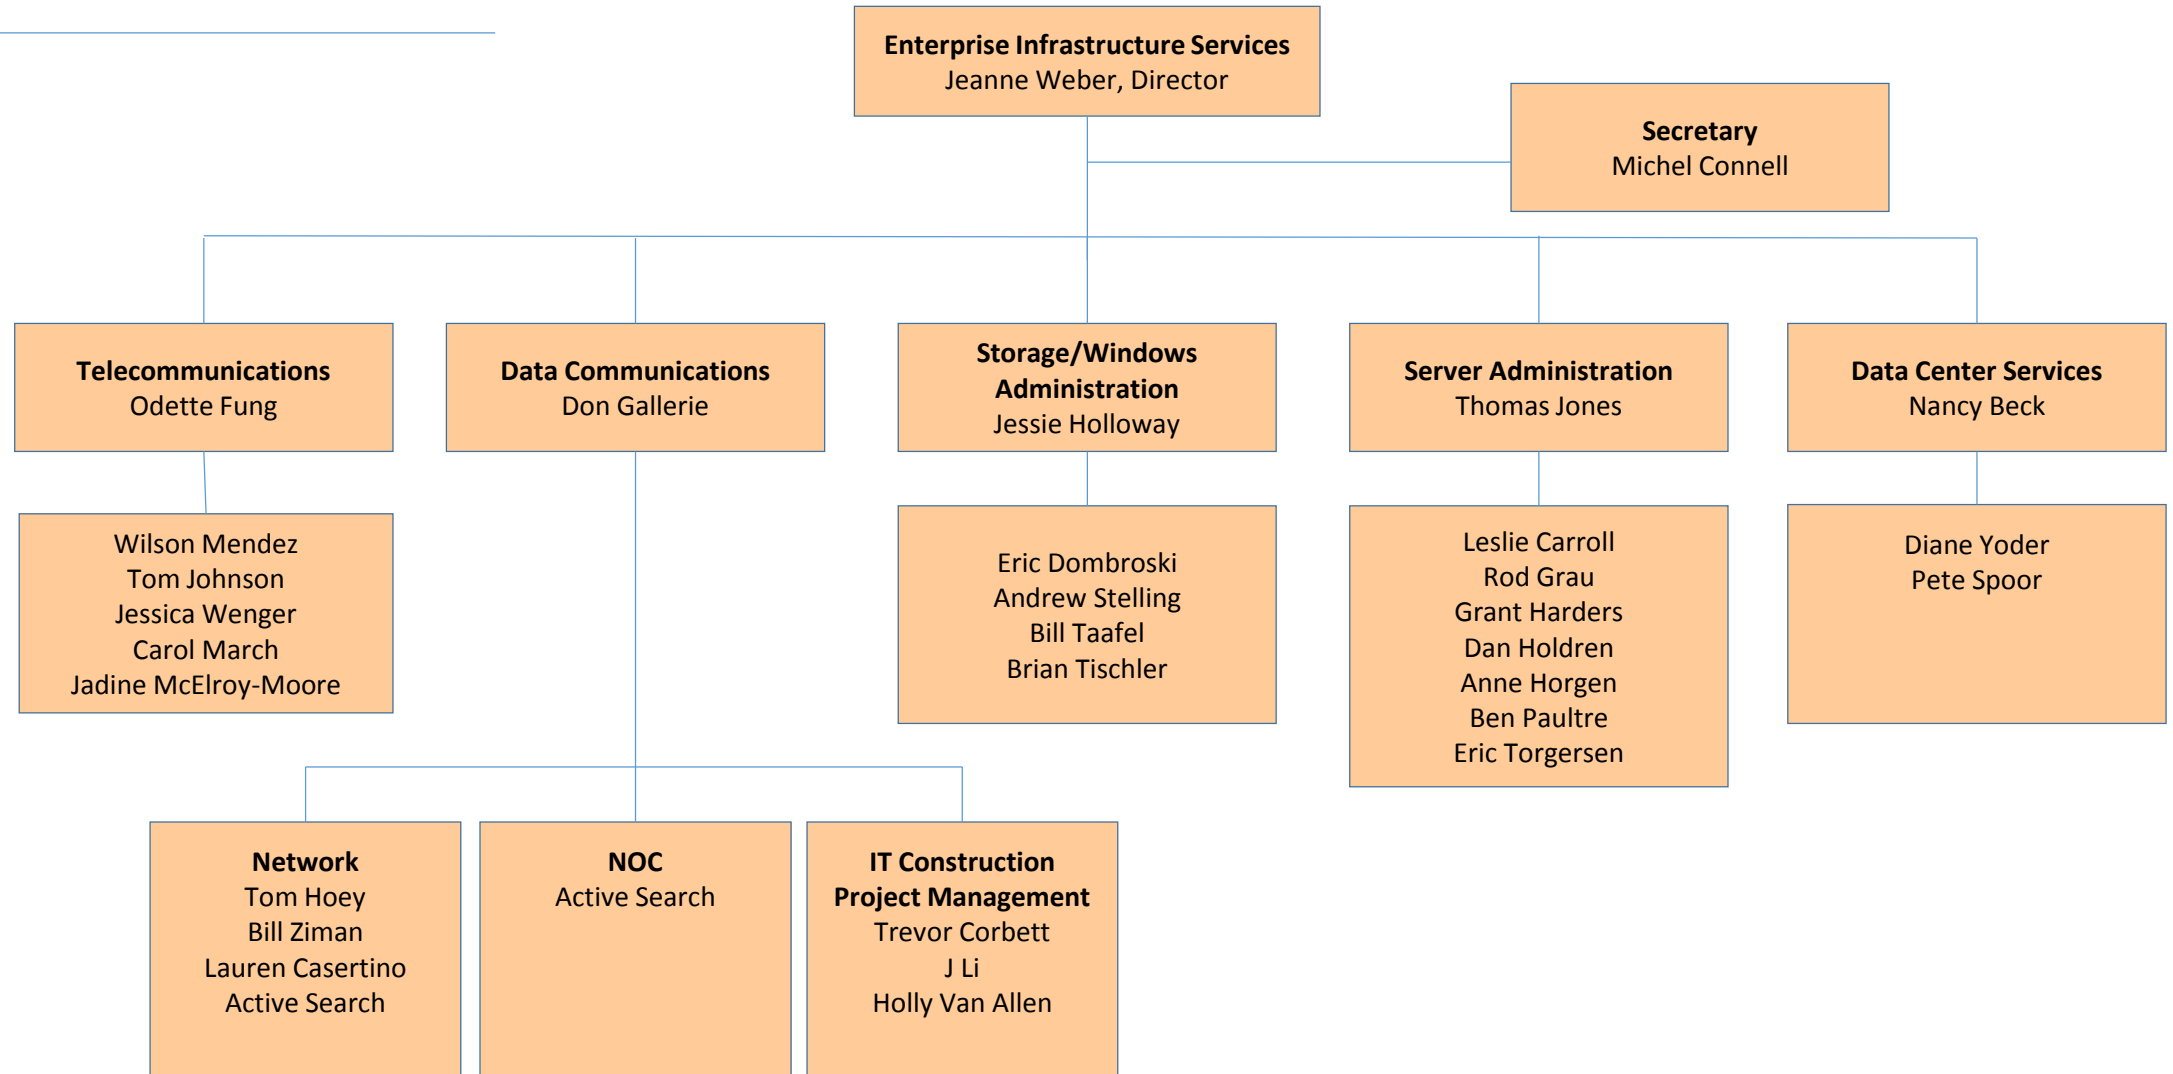 Enterprise Infrastructure Services
Jeanne Weber, Director
Secretary
Michel Connell
Telecommunications
Odette Fung
Data Communications
Don Gallerie
Storage/Windows
Administration
Jessie Holloway
Server Administration
Thomas Jones
Data Center Services
Nancy Beck
Wilson Mendez
Tom Johnson
Jessica Wenger
Carol March
Jadine McElroy-Moore
Eric Dombroski
Andrew Stelling
Bill Taafel
Brian Tischler
Leslie Carroll
Rod Grau
Grant Harders
Dan Holdren
Anne Horgen
Ben Paultre
Eric Torgersen
Diane Yoder
Pete Spoor
Network
Tom Hoey
Bill Ziman
Lauren Casertino
Active Search
NOC
Active Search
IT Construction
Project Management
Trevor Corbett
J Li
Holly Van Allen